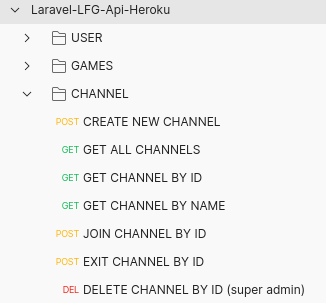 Laravel-LFG-Api-Heroku
USER
GAMES
CHANNEL
POST CREATE NEW CHANNEL
GET GET ALL CHANNELS
GET GET CHANNEL BY ID
GET GET CHANNEL BY NAME
POST JOIN CHANNEL BY ID
POST EXIT CHANNEL BY ID
DEL DELETE CHANNEL BY ID (super admin)